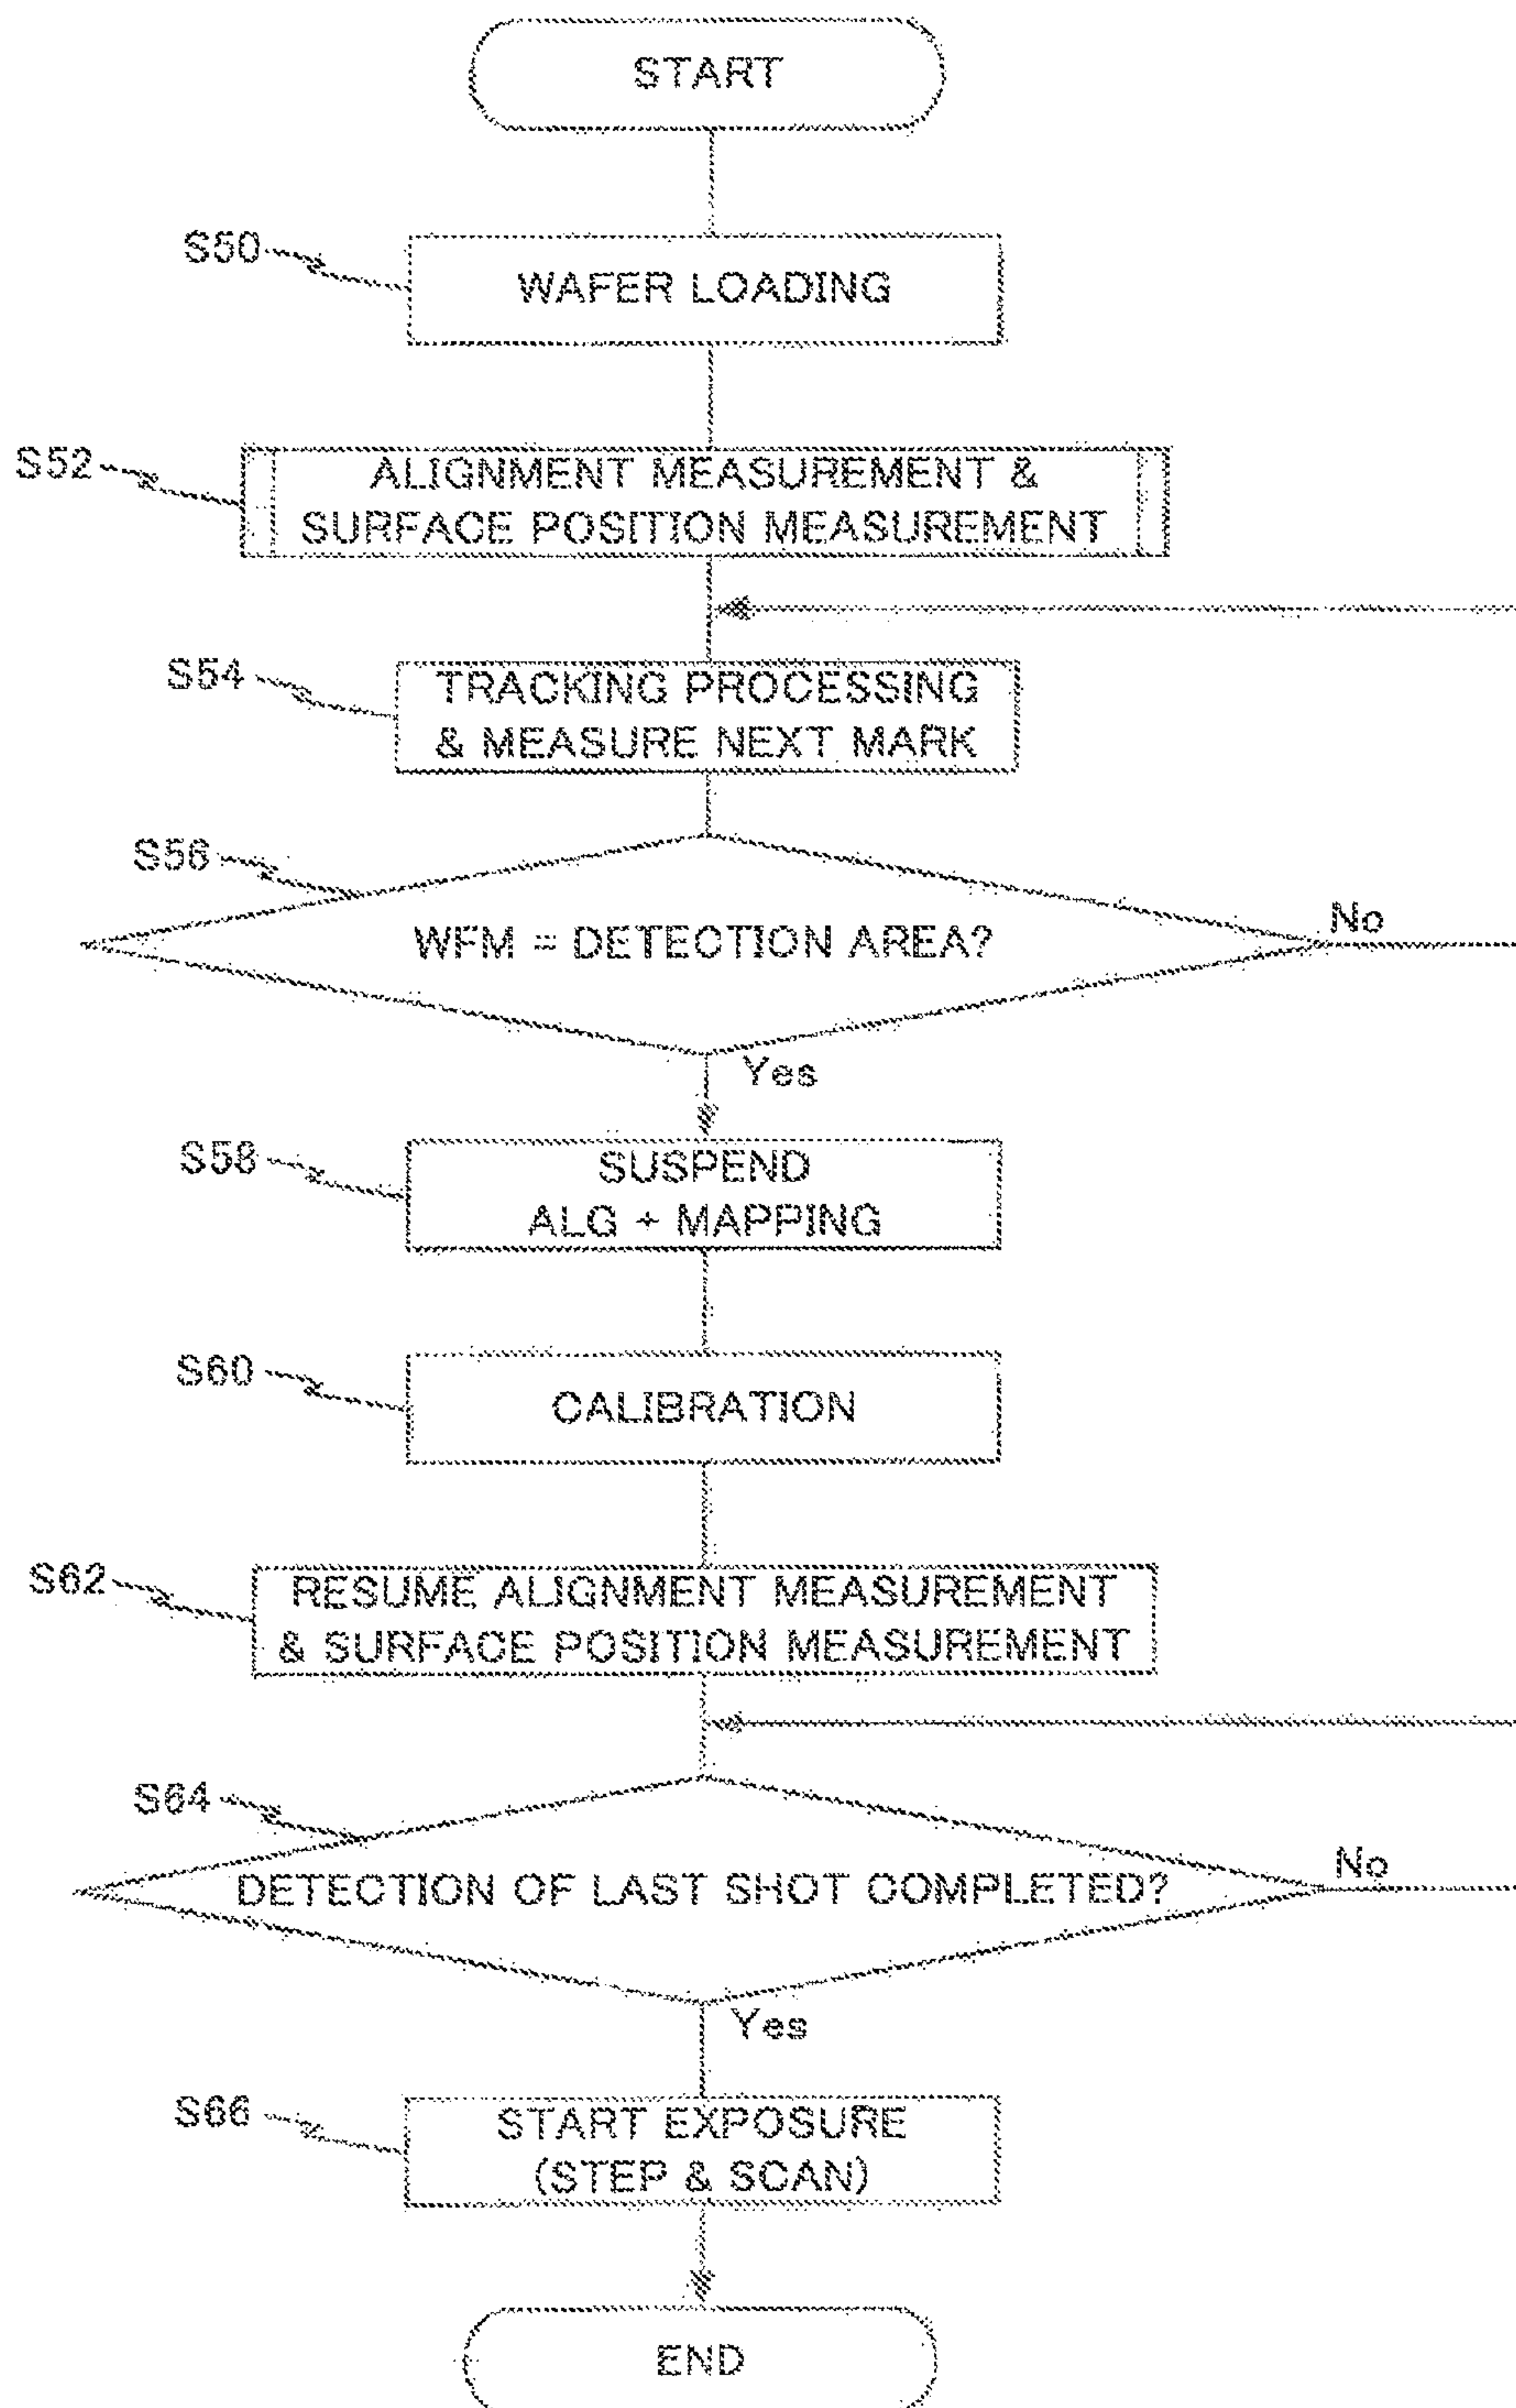 START
S50
WAFER LOADING
S52
ALIGNMENT MEASUREMENT &
SURFACE POSITION MEASUREMENT
S54
TRACKING PROCESSING
& MEASURE NEXT MARK
S56
WFM = DETECTION AREA?
No
Yes
S58
SUSPEND
ALG + MAPPING
S60
CALIBRATION
S62
RESUME ALIGNMENT MEASUREMENT
& SURFACE POSITION MEASUREMENT
S64
DETECTION OF LAST SHOT COMPLETED?
No
Yes
S66
START EXPOSURE
(STEP & SCAN)
END